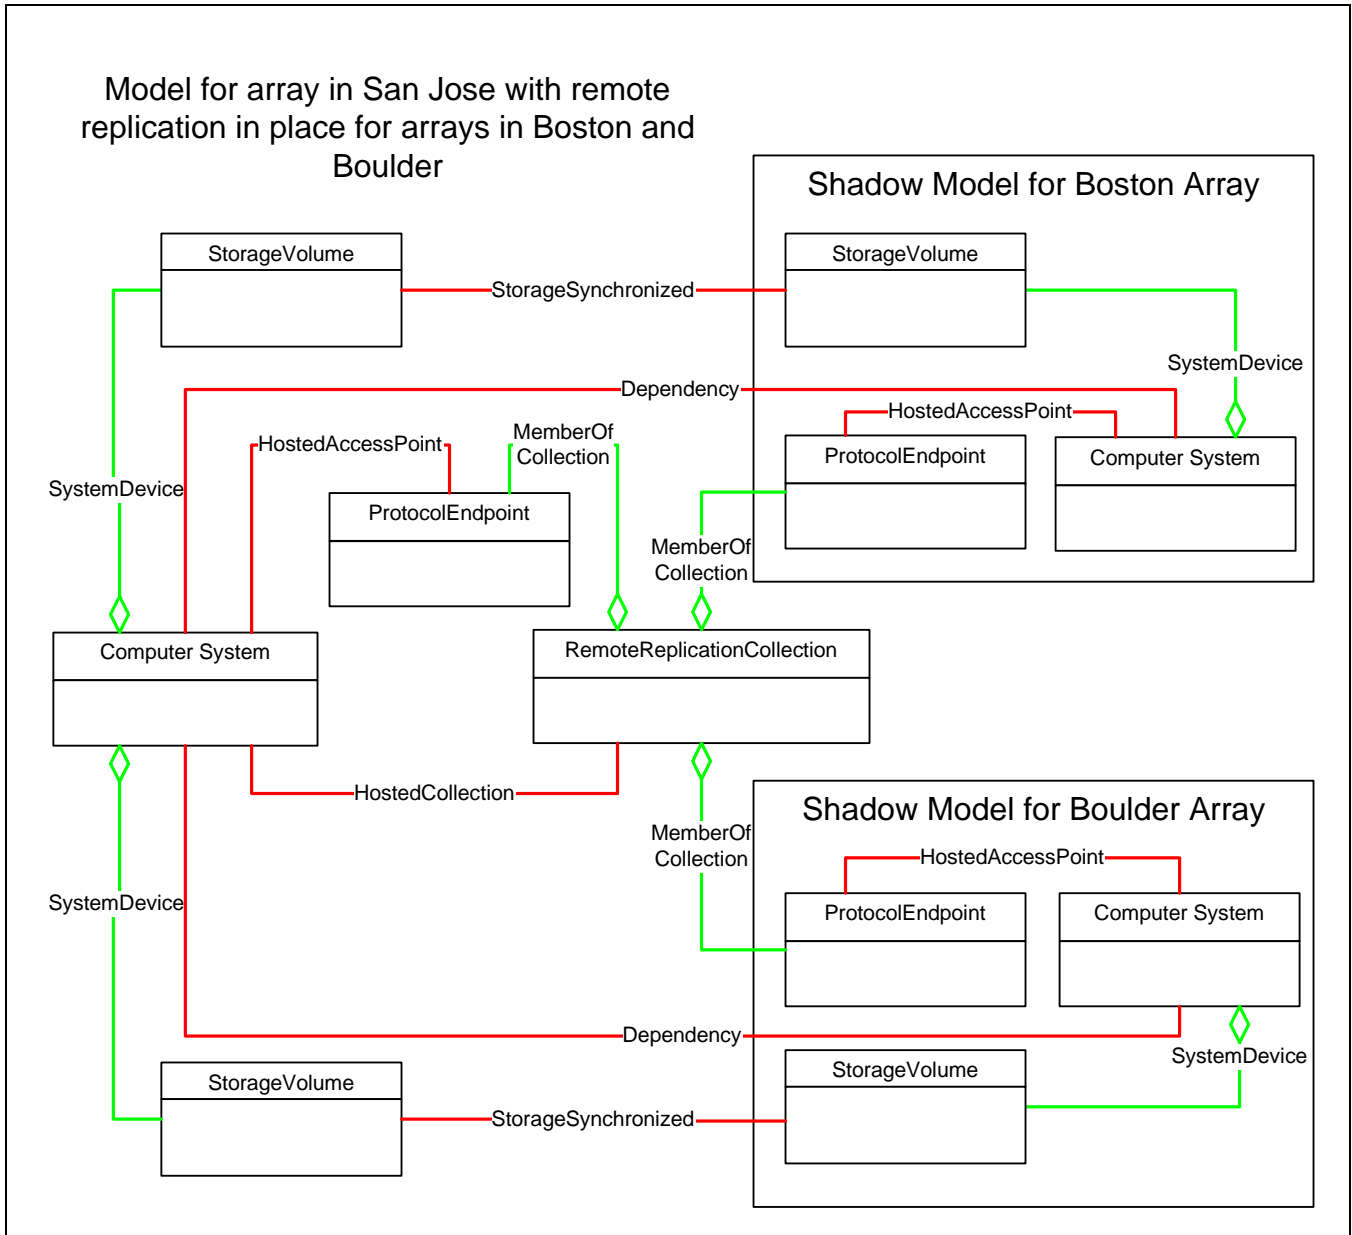 Model for array in San Jose with remote
replication in place for arrays in Boston and
Boulder
Shadow Model for Boston Array
StorageVolume
StorageVolume
StorageSynchronized
SystemDevice
Dependency
HostedAccessPoint
MemberOf
Collection
HostedAccessPoint
ProtocolEndpoint
Computer System
SystemDevice
ProtocolEndpoint
MemberOf
Collection
Computer System
RemoteReplicationCollection
HostedCollection
Shadow Model for Boulder Array
MemberOf
Collection
HostedAccessPoint
SystemDevice
ProtocolEndpoint
Computer System
Dependency
SystemDevice
StorageVolume
StorageVolume
StorageSynchronized